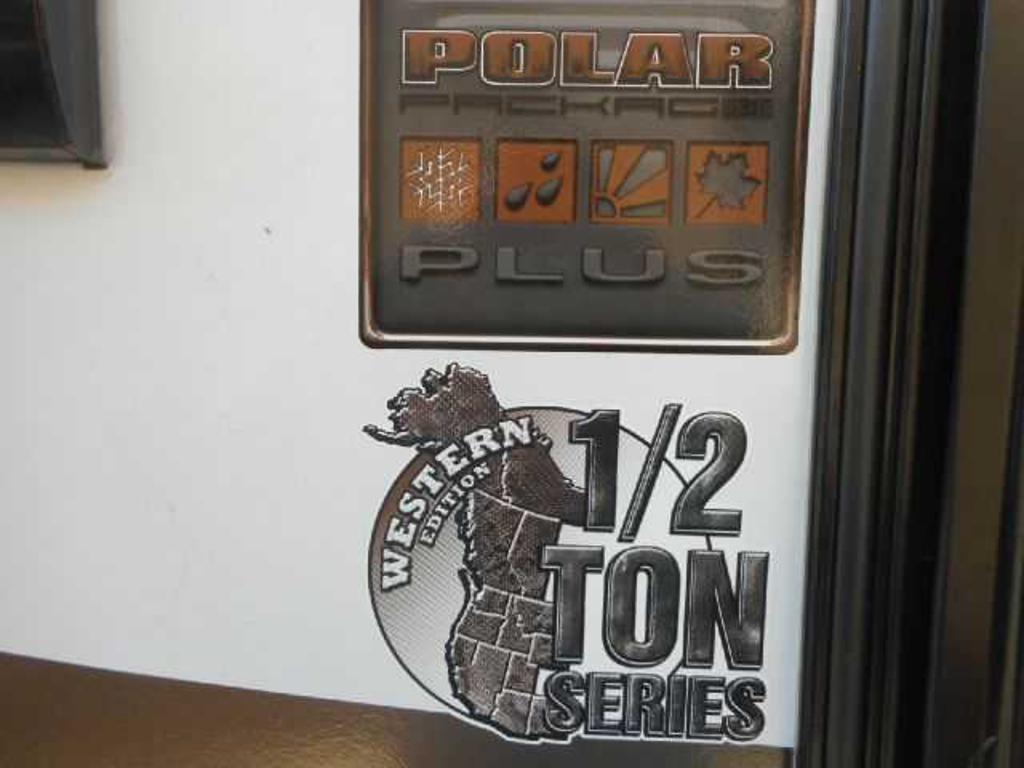 POLAR
PACKAGE
PLUS
WESTERN
EDITION
1/2
TON
SERIES